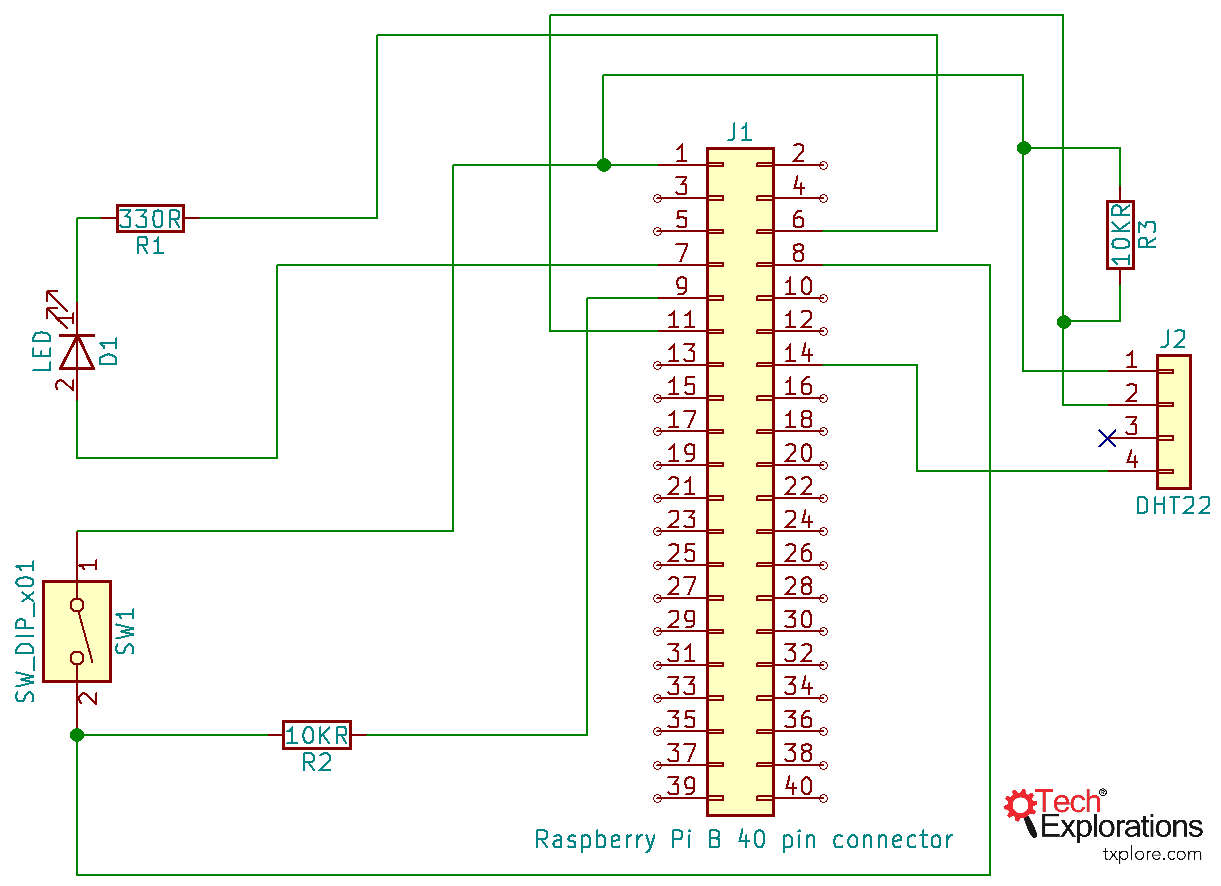 J1
1 2
3 4
5 6
7 8
9 10
11 12
13 14
15 16
17 18
19 20
21 22
23 24
25 26
27 28
29 30
31 32
33 34
35 36
37 38
39 40
Raspberry Pi B 40 pin connector
330R
R1
LED
1
2
D1
SW_DIP_x01
1
2
SW1
10KR
R2
10KR
R3
J2
1
2
3
4
DHT22
Tech®
Explorations
txplore.com